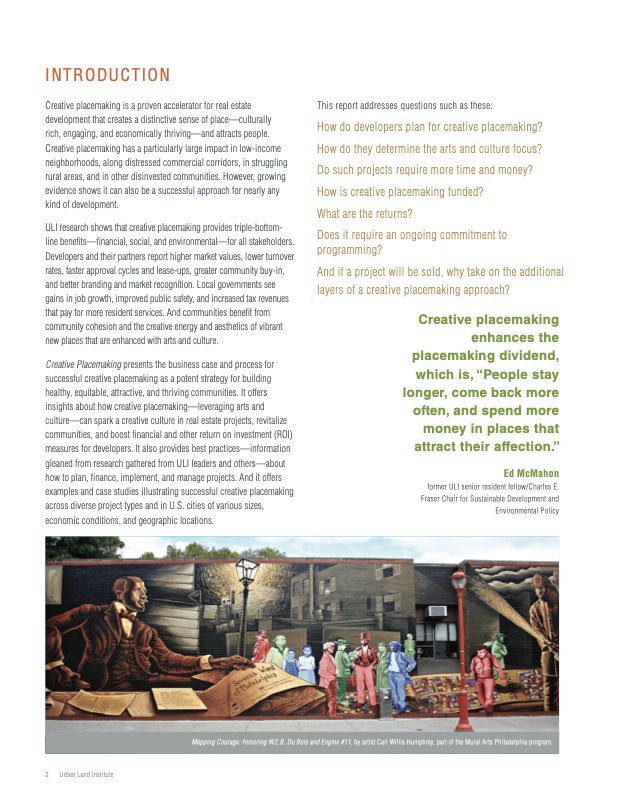 INTRODUCTION
Creative placemaking is a proven accelerator for real estate
development that creates a distinctive sense of place—culturally
rich, engaging, and economically thriving—and attracts people.
Creative placemaking has a particularly large impact in low-income
neighborhoods, along distressed commercial corridors, in struggling
rural areas, and in other disinvested communities. However, growing
evidence shows it can also be a successful approach for nearly any
kind of development.
ULI research shows that creative placemaking provides triple-bottom-
line benefits—financial, social, and environmental—for all stakeholders.
Developers and their partners report higher market values, lower turnover
rates, faster approval cycles and lease-ups, greater community buy-in,
and better branding and market recognition. Local governments see
gains in job growth, improved public safety, and increased tax revenues
that pay for more resident services. And communities benefit from
community cohesion and the creative energy and aesthetics of vibrant
new places that are enhanced with arts and culture.
Creative Placemaking presents the business case and process for
successful creative placemaking as a potent strategy for building
healthy, equitable, attractive, and thriving communities. It offers
insights about how creative placemaking—leveraging arts and
culture—can spark a creative culture in real estate projects, revitalize
communities, and boost financial and other return on investment (ROI)
measures for developers. It also provides best practices—information
gleaned from research gathered from ULI leaders and others—about
how to plan, finance, implement, and manage projects. And it offers
examples and case studies illustrating successful creative placemaking
across diverse project types and in U.S. cities of various sizes,
economic conditions, and geographic locations.
This report addresses questions such as these:
How do developers plan for creative placemaking?
How do they determine the arts and culture focus?
Do such projects require more time and money?
How is creative placemaking funded?
What are the returns?
Does it require an ongoing commitment to
programming?
And if a project will be sold, why take on the additional
layers of a creative placemaking approach?
Creative placemaking
enhances the
placemaking dividend,
which is, “People stay
longer, come back more
often, and spend more
money in places that
attract their affection.”
Ed McMahon
former ULI senior resident fellow/Charles E.
Fraser Chair for Sustainable Development and
Environmental Policy
Seventh Ward
of Philadelphia
Mapping Courage: Honoring W.E.B. Du Bois and Engine #11, by artist Carl Willis Humphrey, part of the Mural Arts Philadelphia program.
2 Urban Land Institute